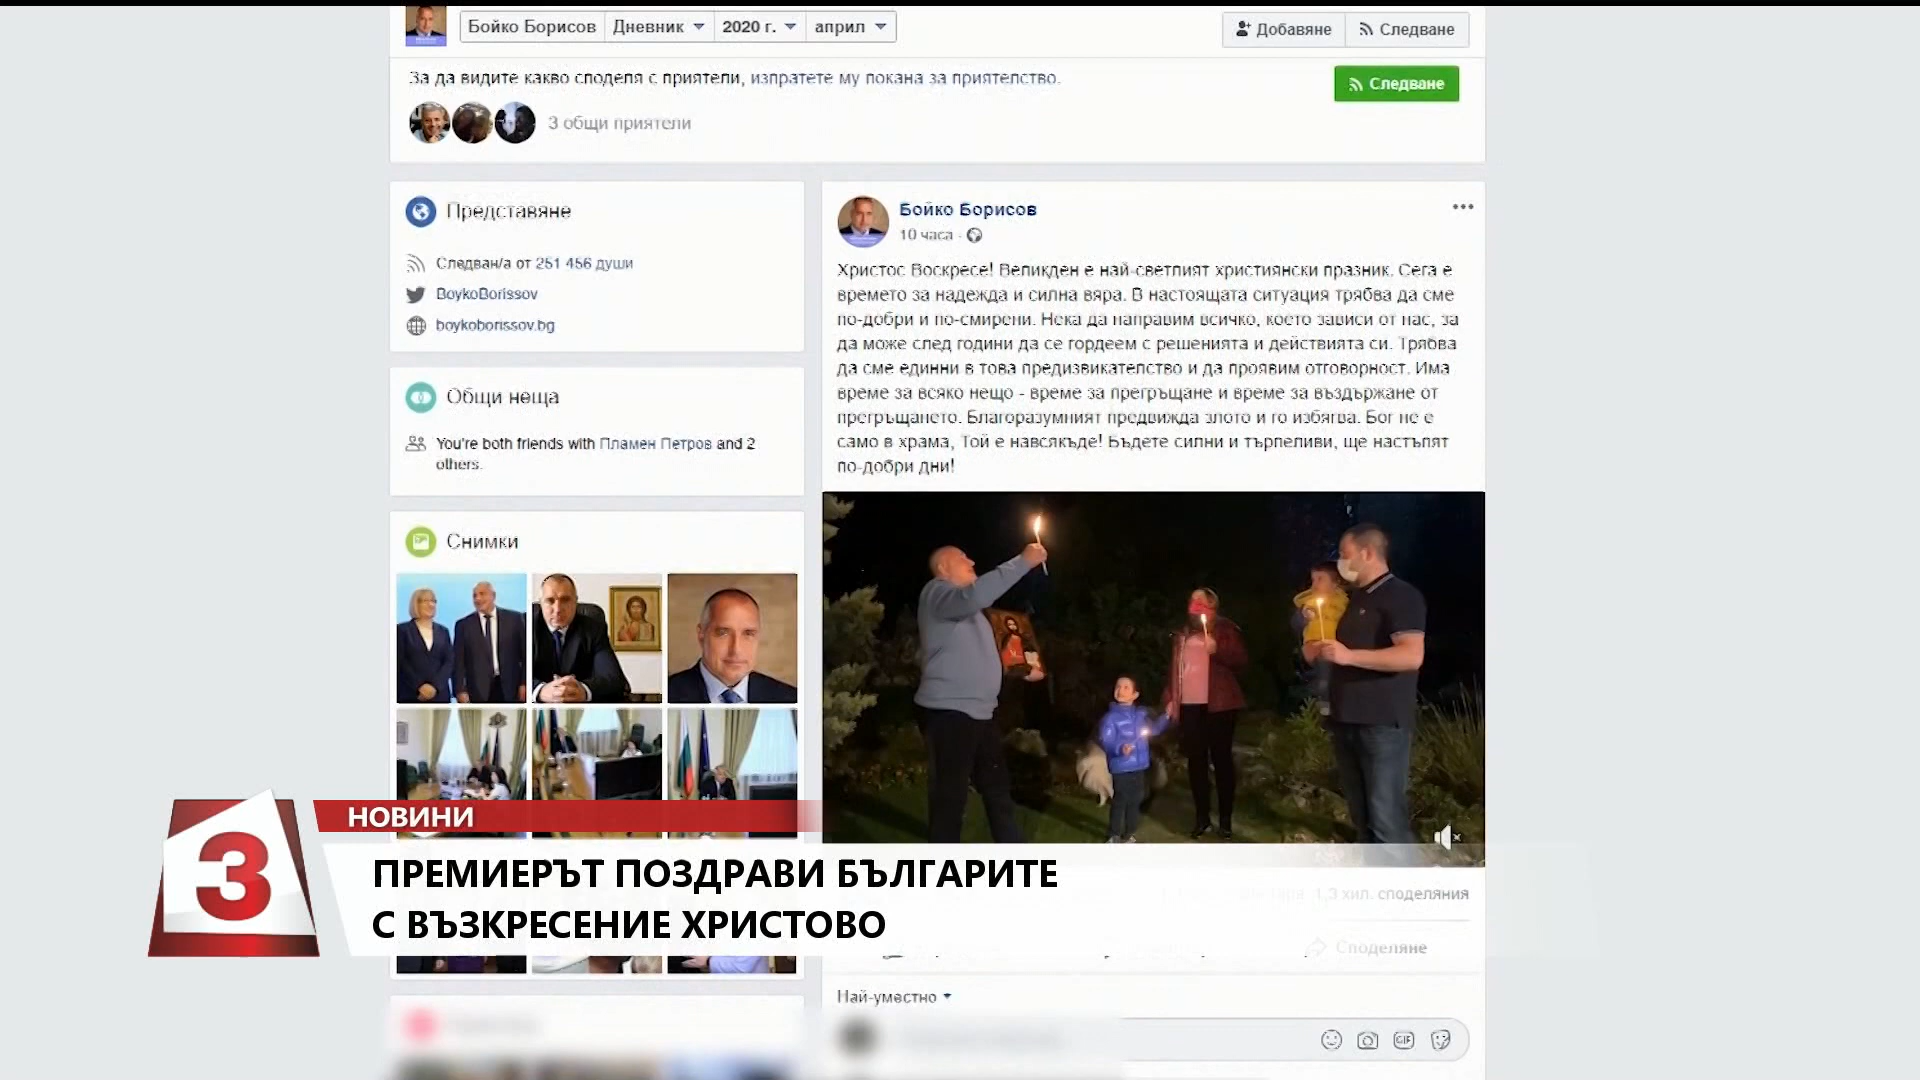 Бойко Борисов Дневник 2020 г. април
Добавяне Следване
За да видите какво споделя с приятели, изпратете му покана за приятелство.
Следване
3 общи приятели
Представяне
Следван/а от 251 456 души
BoykoBorissov
boykoborissov.bg
Общи неща
You're both friends with Пламен Петров and 2
others.
Снимки
Бойко Борисов
10 часа ·
Христос Воскресе! Великден е най-светлият християнски празник. Сега е
времето за надежда и силна вяра. В настоящата ситуация трябва да сме
по-добри и по-смирени. Нека да направим всичко, което зависи от нас, за
да може след години да се гордеем с решенията и действията си. Трябва
да сме единни в това предизвикателство и да проявим отговорност. Има
време за всяко нещо - време за прегръщане и време за въздържане от
прегръщането. Благоразумният предвижда злото и го избягва. Бог не е
само в храма, Той е навсякъде! Бъдете силни и търпеливи, ще настъпят
по-добри дни!
1,3 хил. споделяния
Споделяне
Най-уместно
GIF
3
НОВИНИ
ПРЕМИЕРЪТ ПОЗДРАВИ БЪЛГАРИТЕ
С ВЪЗКРЕСЕНИЕ ХРИСТОВО